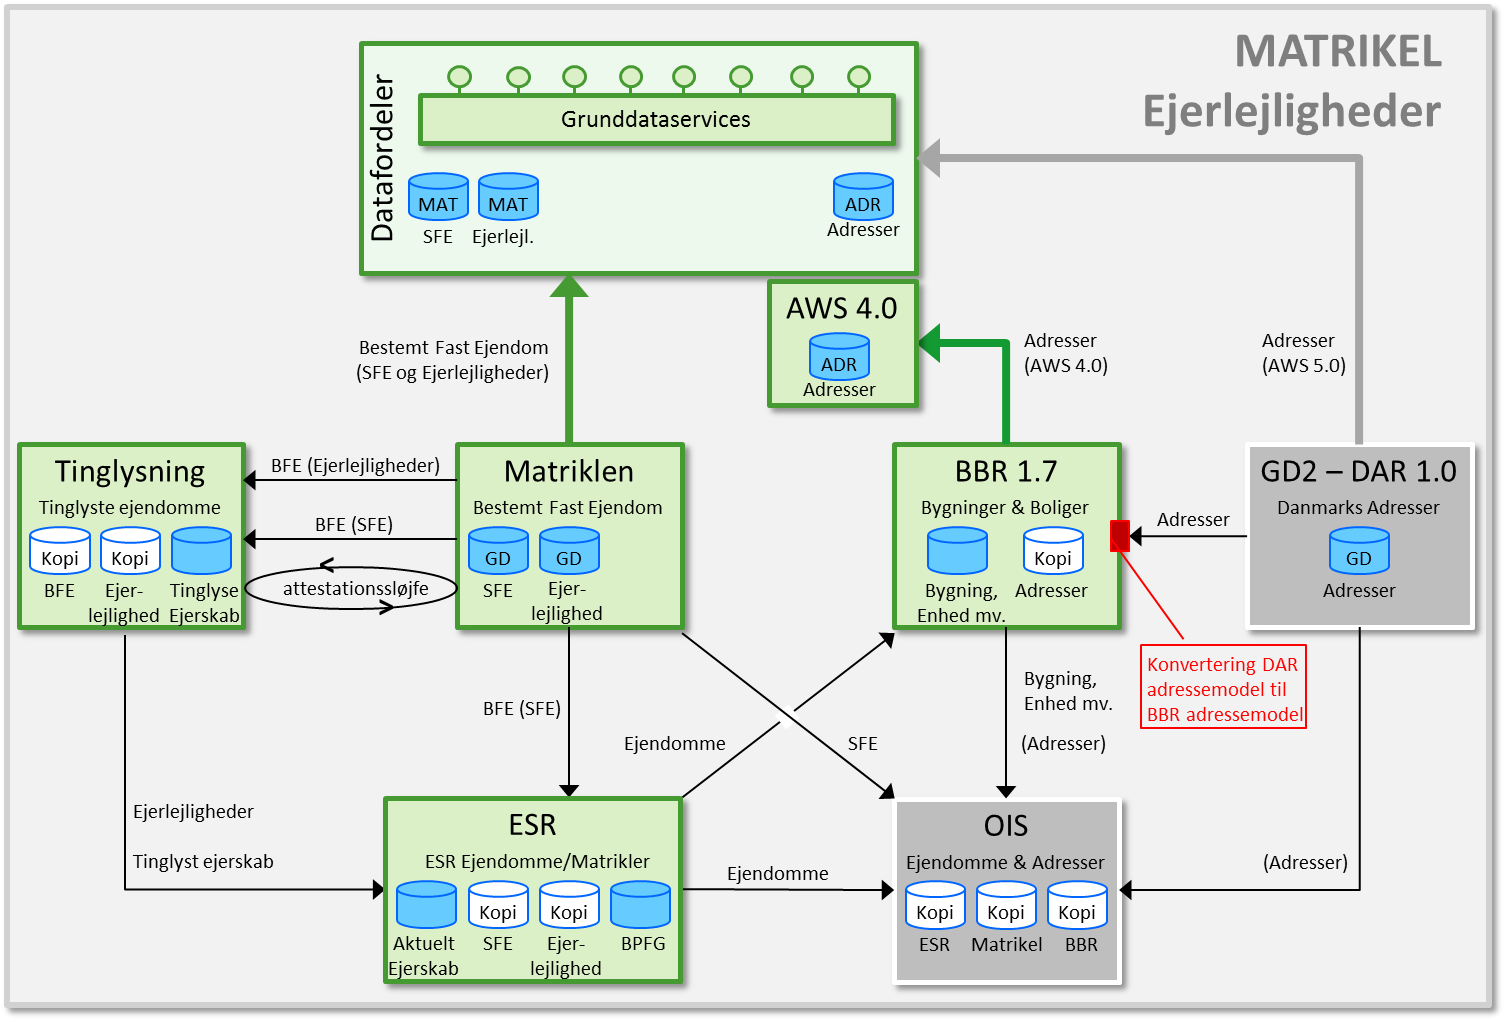 MATRIKEL
Ejerlejligheder
Datafordeler
Grunddataservices
MAT
SFE
MAT
Ejerlejl.
ADR
Adresser
AWS 4.0
ADR
Adresser
Bestemt Fast Ejendom
(SFE og Ejerlejligheder)
Adresser
(AWS 4.0)
Adresser
(AWS 5.0)
Tinglysning
Tinglyste ejendomme
Kopi
BFE
Kopi
Ejer-
lejlighed
Tinglyse
Ejerskab
BFE (Ejerlejligheder)
BFE (SFE)
attestationssløjfe
Matriklen
Bestemt Fast Ejendom
GD
SFE
GD
Ejer-
lejlighed
BBR 1.7
Bygninger & Boliger
Bygning,
Enhed mv.
Kopi
Adresser
Adresser
GD2 – DAR 1.0
Danmarks Adresser
GD
Adresser
Konvertering DAR
adressemodel til
BBR adressemodel
BFE (SFE)
Ejendomme
SFE
Bygning,
Enhed mv.
(Adresser)
Ejerlejligheder
Tinglyst ejerskab
ESR
ESR Ejendomme/Matrikler
Aktuelt
Ejerskab
Kopi
SFE
Kopi
Ejer-
lejlighed
BPFG
Ejendomme
OIS
Ejendomme & Adresser
Kopi
ESR
Kopi
Matrikel
Kopi
BBR
(Adresser)